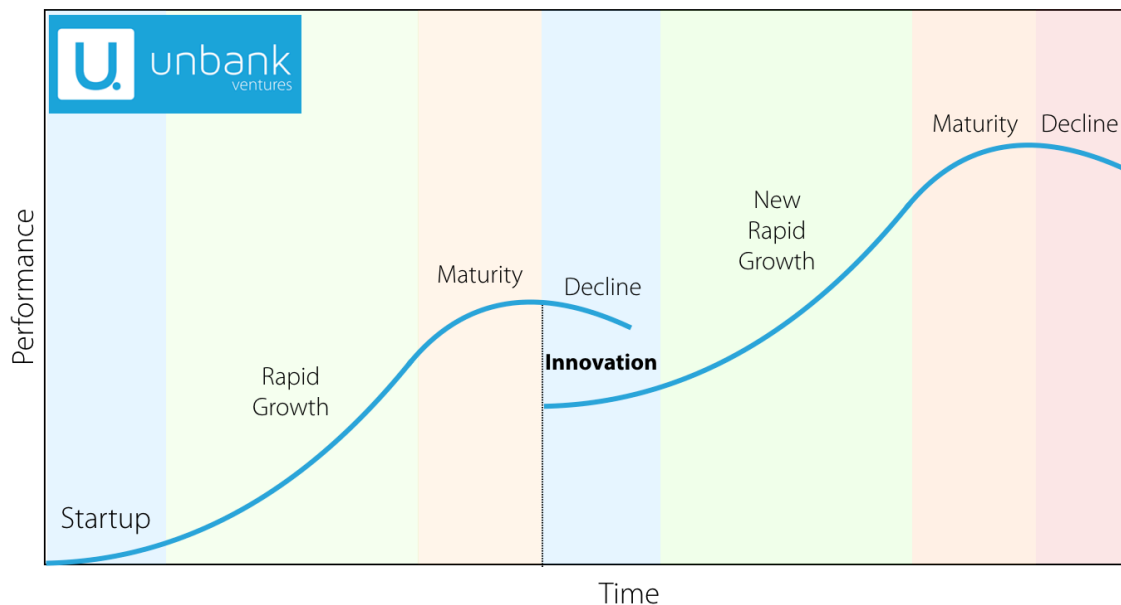 U.
unbank
ventures
Maturity
Decline
New
Rapid
Growth
Maturity
Decline
Innovation
Rapid
Growth
Startup
Performance
Time